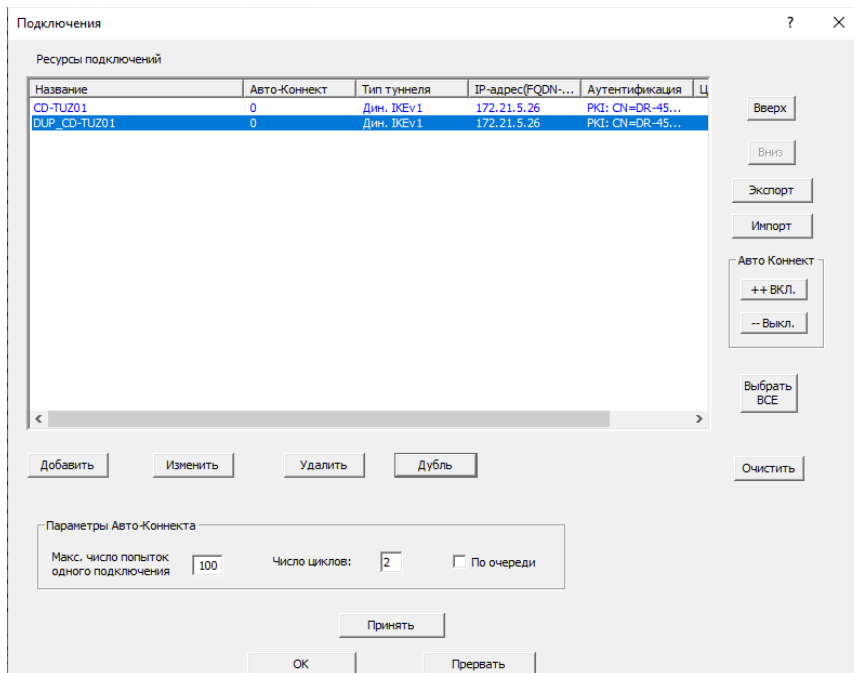 Подключения
?
Ресурсы подключений
Название Авто-Коннект Тип туннеля IP-адрес(FQDN-... Аутентификация Ц
CD-TUZ01 0 Дин. IKEv1 172.21.5.26 PKI: CN=DR-45...
DUP_CD-TUZ01 0 Дин. IKEv1 172.21.5.26 PKI: CN=DR-45...
Вверх
Вниз
Экспорт
Импорт
Авто Коннект
++ ВКЛ.
-- Выкл.
Выбрать
ВСЕ
Добавить Изменить Удалить Дубль Очистить
Параметры Авто-Коннекта
Макс. число попыток
одного подключения 100 Число циклов: 2 По очереди
Принять
OK Прервать